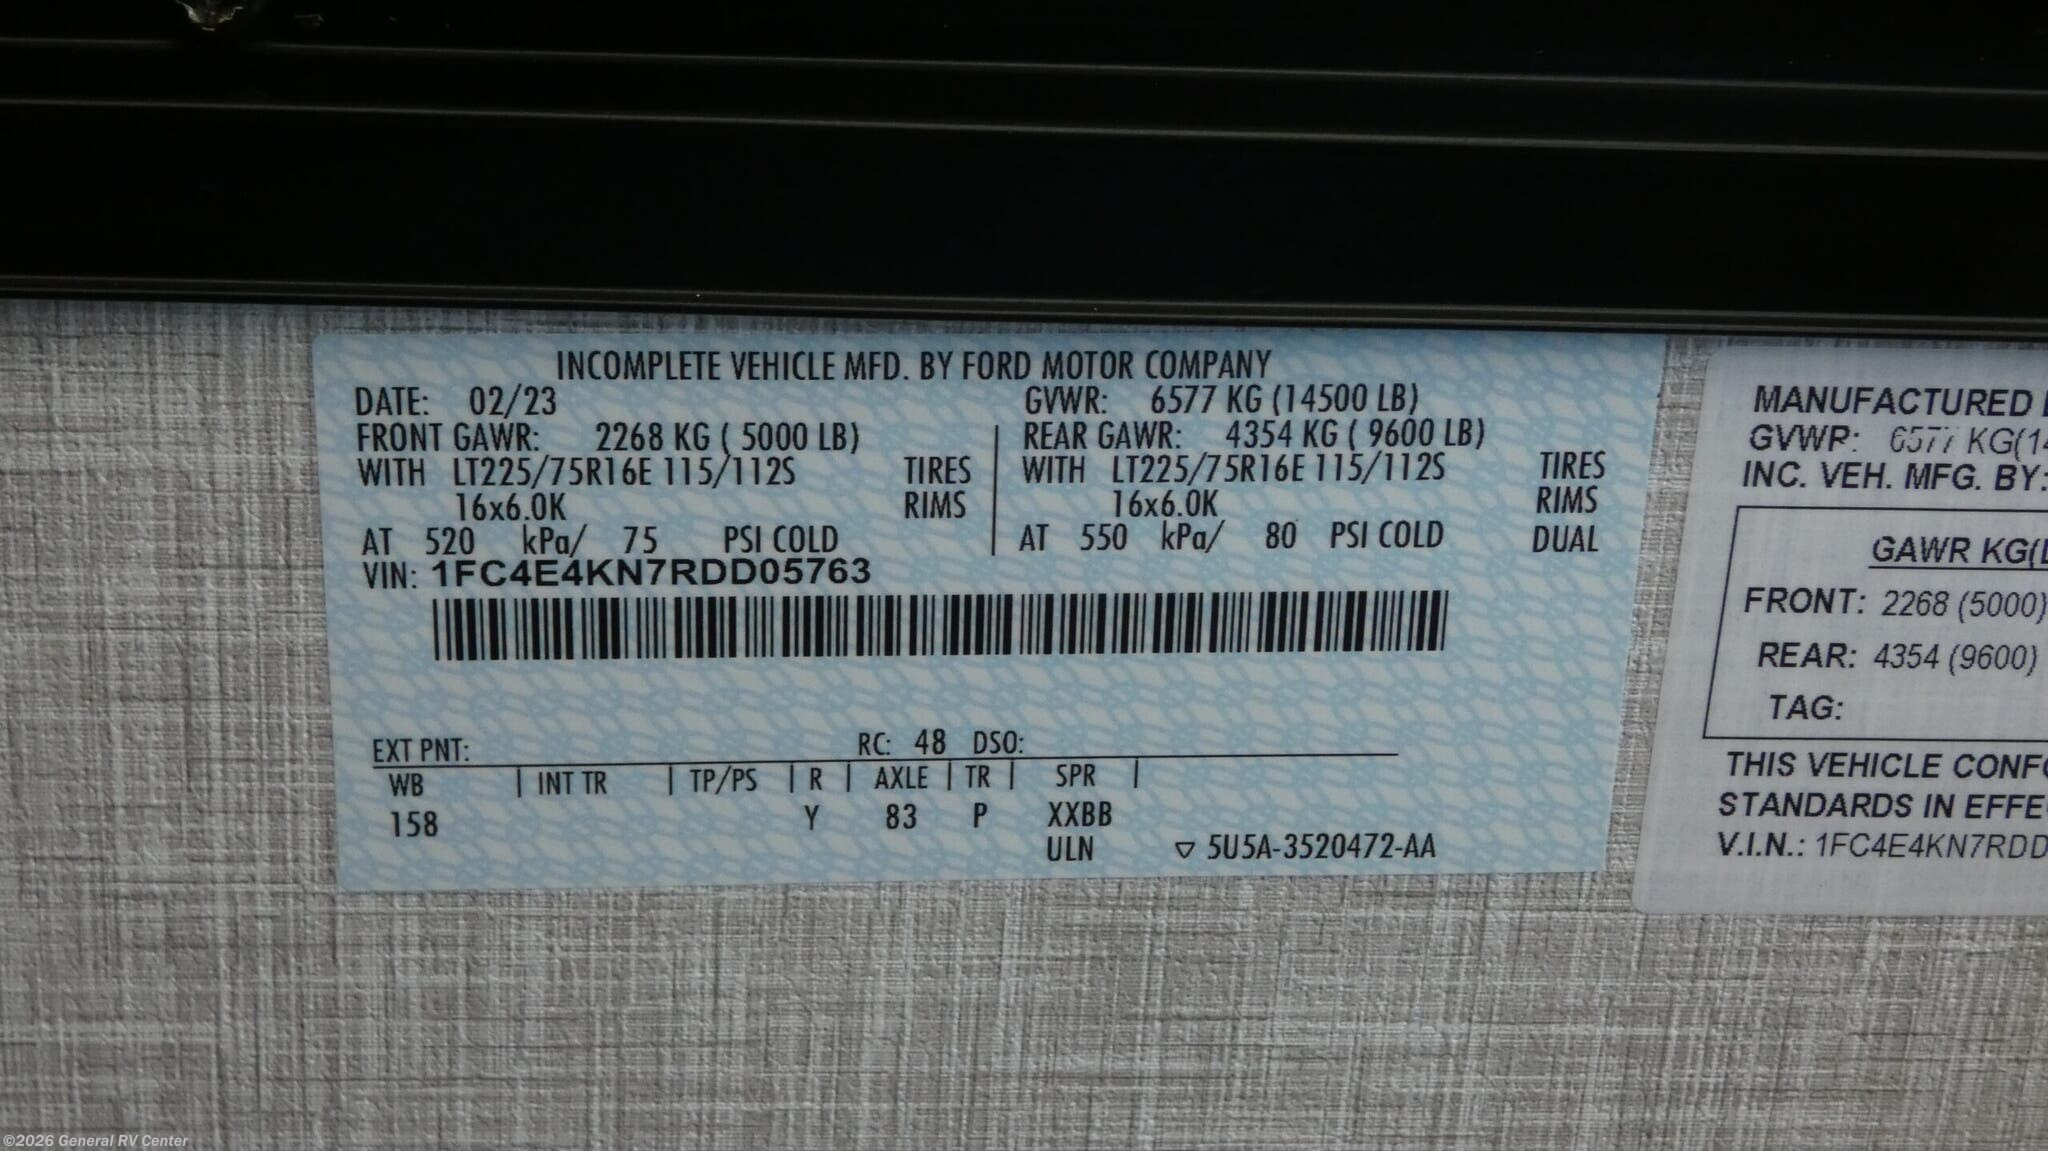 INCOMPLETE VEHICLE MFD. BY FORD MOTOR COMPANY
DATE: 02/23 GVWR: 6577 KG (14500 LB)
FRONT GAWR: 2268 KG ( 5000 LB) REAR GAWR: 4354 KG ( 9600 LB)
WITH LT225/75R16E 115/112S TIRES WITH LT225/75R16E 115/112S TIRES
16x6.0K RIMS 16x6.0K RIMS
AT 520 kPa/ 75 PSI COLD AT 550 kPa/ 80 PSI COLD DUAL
VIN: 1FC4E4KN7RDD05763
EXT PNT: RC: 48 DSO:
WB | INT TR | TP/PS | R | AXLE | TR | SPR |
158 Y 83 P XXBB
ULN ▽ 5U5A-3520472-AA
MANUFACTURED
GVWR: 6577 KG(14
INC. VEH. MFG. BY:
GAWR KG(
FRONT: 2268 (5000)
REAR: 4354 (9600)
TAG:
THIS VEHICLE CONF
STANDARDS IN EFFE
V.I.N.: 1FC4E4KN7RDD
©2026 General RV Center